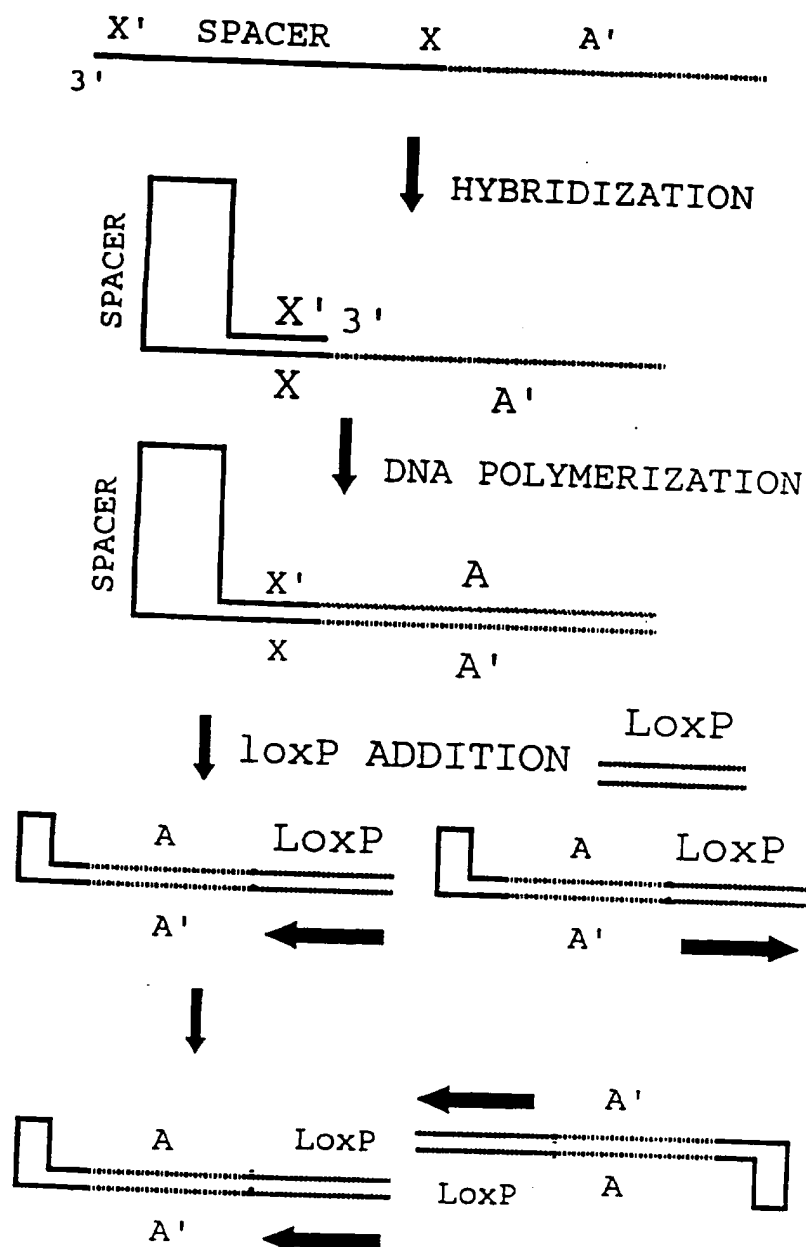 X' SPACER X A'
3'
HYBRIDIZATION
SPACER
X' 3'
X A'
DNA POLYMERIZATION
SPACER
X' A
X A'
LoxP
loxP ADDITION
A LoxP A LoxP
A' A'
A'
A LoxP
LoxP A
A'